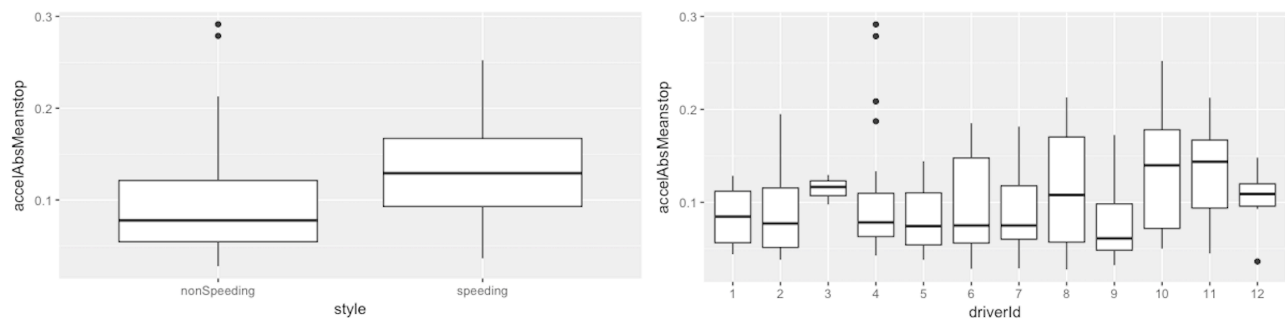 accelAbsMeanstop
0.3
0.2
0.1
nonSpeeding speeding
style
accelAbsMeanstop
0.3
0.2
0.1
1 2 3 4 5 6 7 8 9 10 11 12
driverId